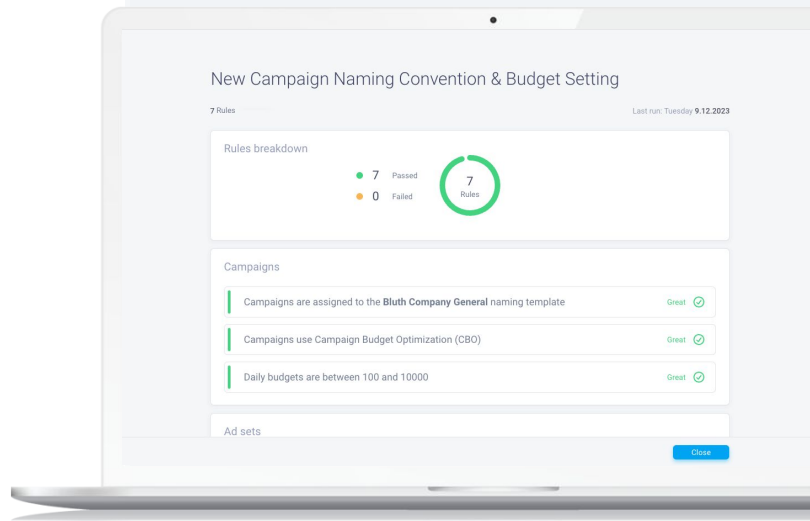 New Campaign Naming Convention & Budget Setting
7 Rules
Last run: Tuesday 9.12.2023
Rules breakdown
7 Passed
0 Failed
7
Rules
Campaigns
Campaigns are assigned to the Bluth Company General naming template
Great
Campaigns use Campaign Budget Optimization (CBO)
Great
Daily budgets are between 100 and 10000
Great
Ad sets
Close